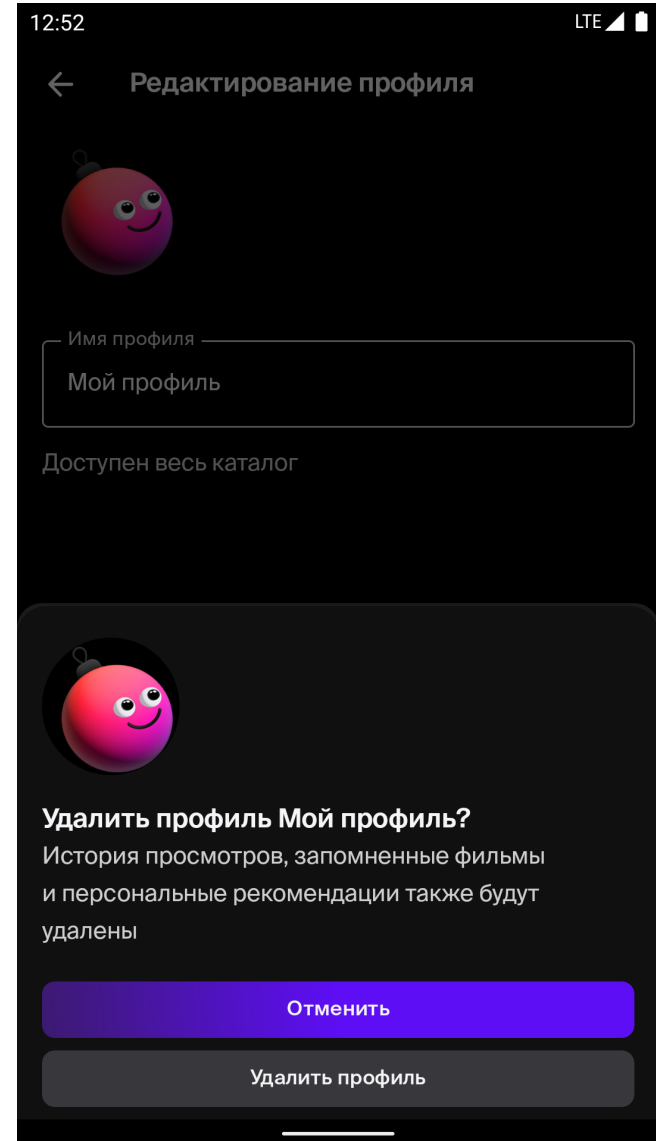 12:52
LTE
Редактирование профиля
Имя профиля
Мой профиль
Доступен весь каталог
Удалить профиль Мой профиль?
История просмотров, запомненные фильмы
и персональные рекомендации также будут
удалены
Отменить
Удалить профиль